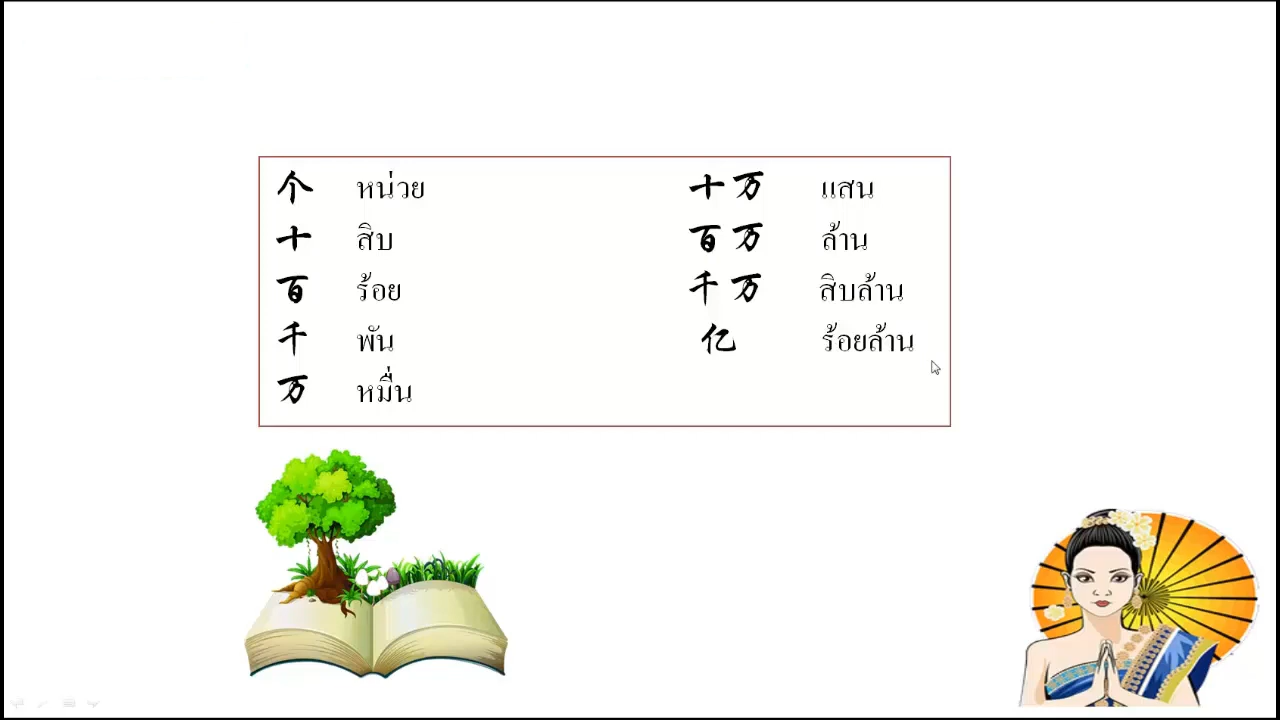 个 หน่วย
十 สิบ
百 ร้อย
千 พัน
万 หมื่น
十万 แสน
百万 ล้าน
千万 สิบล้าน
亿 ร้อยล้าน